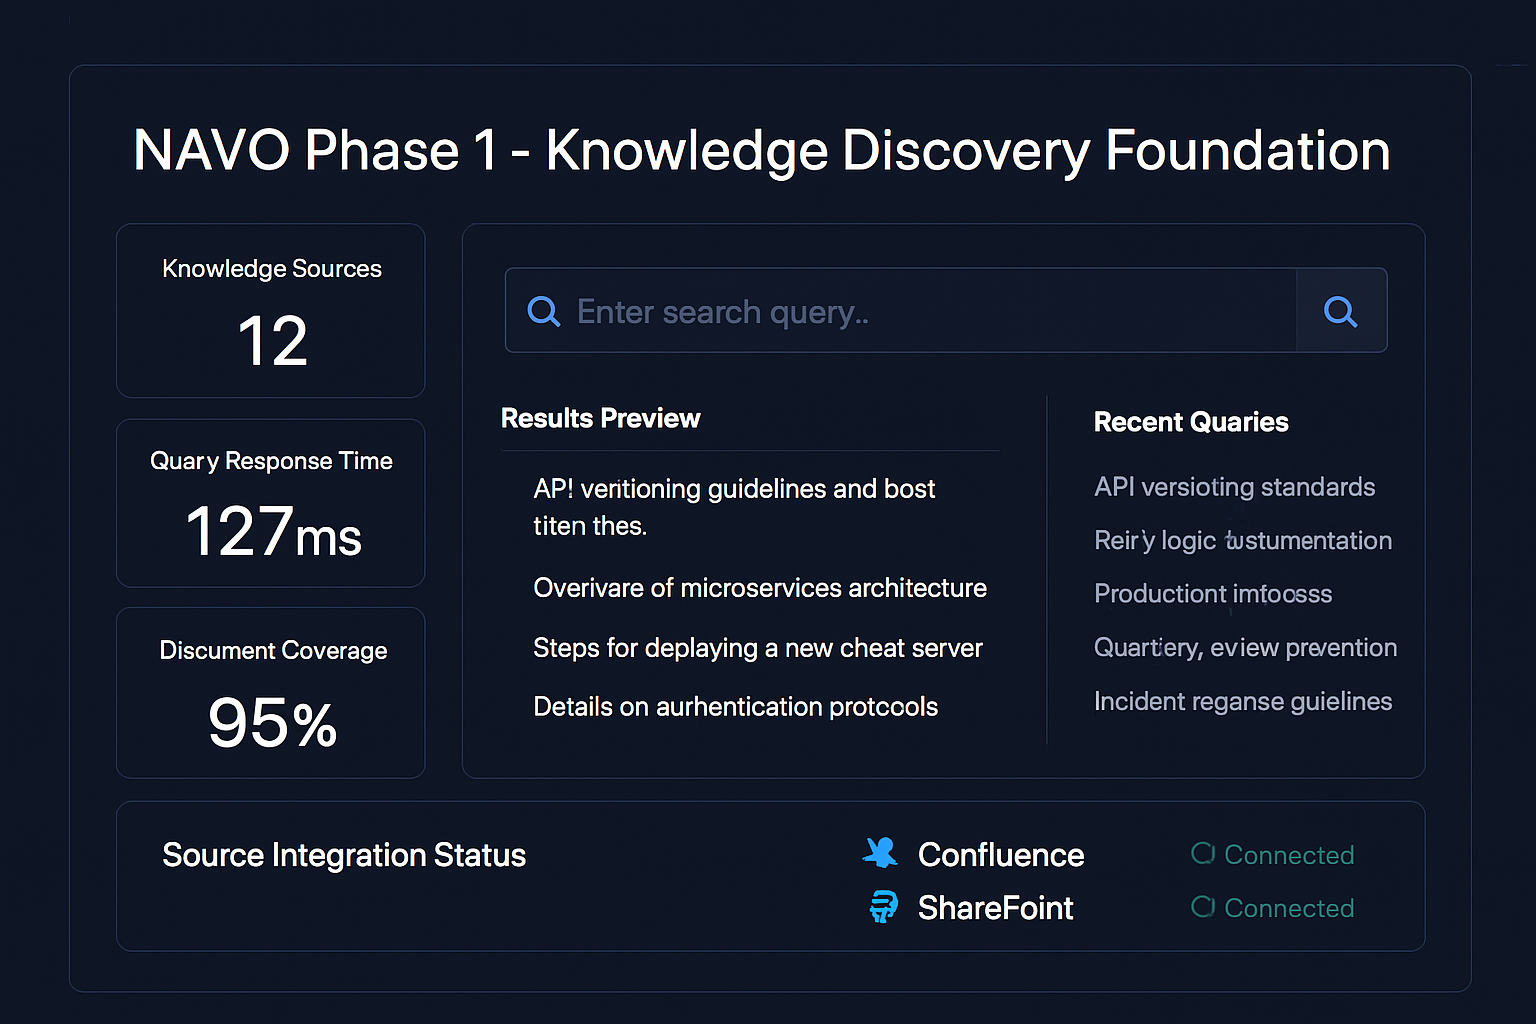 NAVO Phase 1 - Knowledge Discovery Foundation
Knowledge Sources
12
Quary Response Time
127ms
Discument Coverage
95%
Enter search query..
Results Preview
AP! veritioning guidelines and bost
titen thes.
Overivare of microservices architecture
Steps for deplaying a new cheat server
Details on aurhentication protcools
Recent Quaries
API versioting standards
logic
Productiont
Quartiery, eview prevention
Incident reganse guielines
Source Integration Status
Confluence
Connected
ShareFoint
Connected